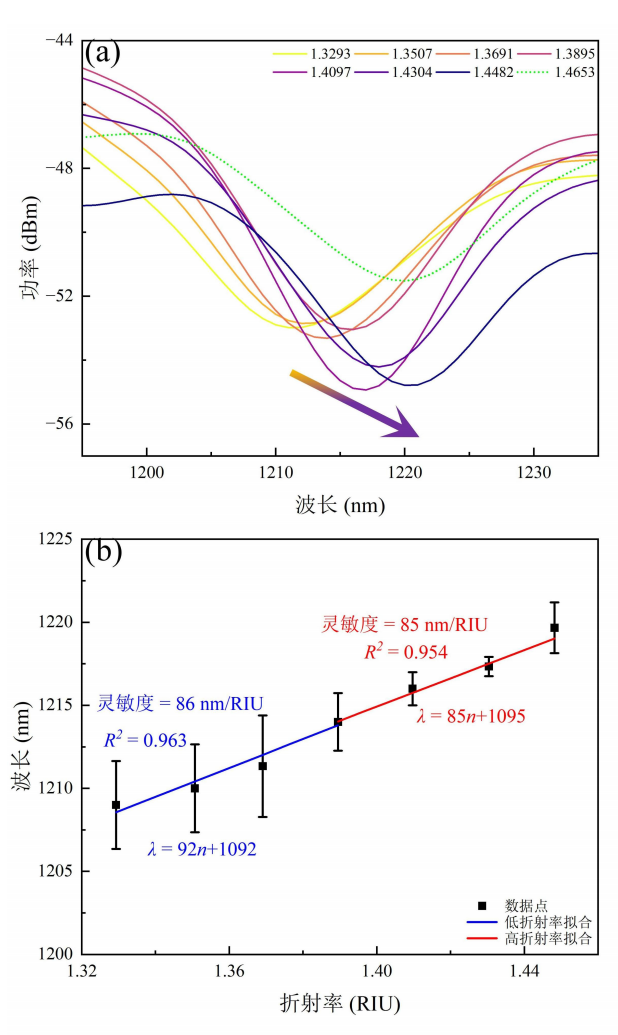 (a)
1.3293 1.3507 1.3691 1.3895
1.4097 1.4304 1.4482 1.4653
−44
−48
−52
−56
功率 (dBm)
1200 1210 1220 1230
波长 (nm)
(b)
1225
1220
1215
1210
1205
1200
波长 (nm)
灵敏度 = 85 nm/RIU
R² = 0.954
λ = 85n+1095
灵敏度 = 86 nm/RIU
R² = 0.963
λ = 92n+1092
数据点
低折射率拟合
高折射率拟合
1.32 1.36 1.40 1.44
折射率 (RIU)